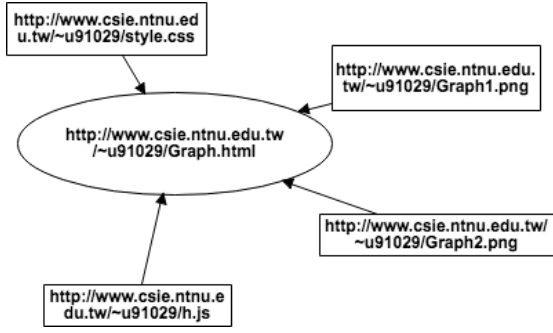 http://www.csie.ntnu.ed
u.tw/~u91029/style.css
http://www.csie.ntnu.edu.
tw/~u91029/Graph1.png
http://www.csie.ntnu.edu.tw
/~u91029/Graph.html
http://www.csie.ntnu.edu.tw/
~u91029/Graph2.png
http://www.csie.ntnu.e
du.tw/~u91029/h.js